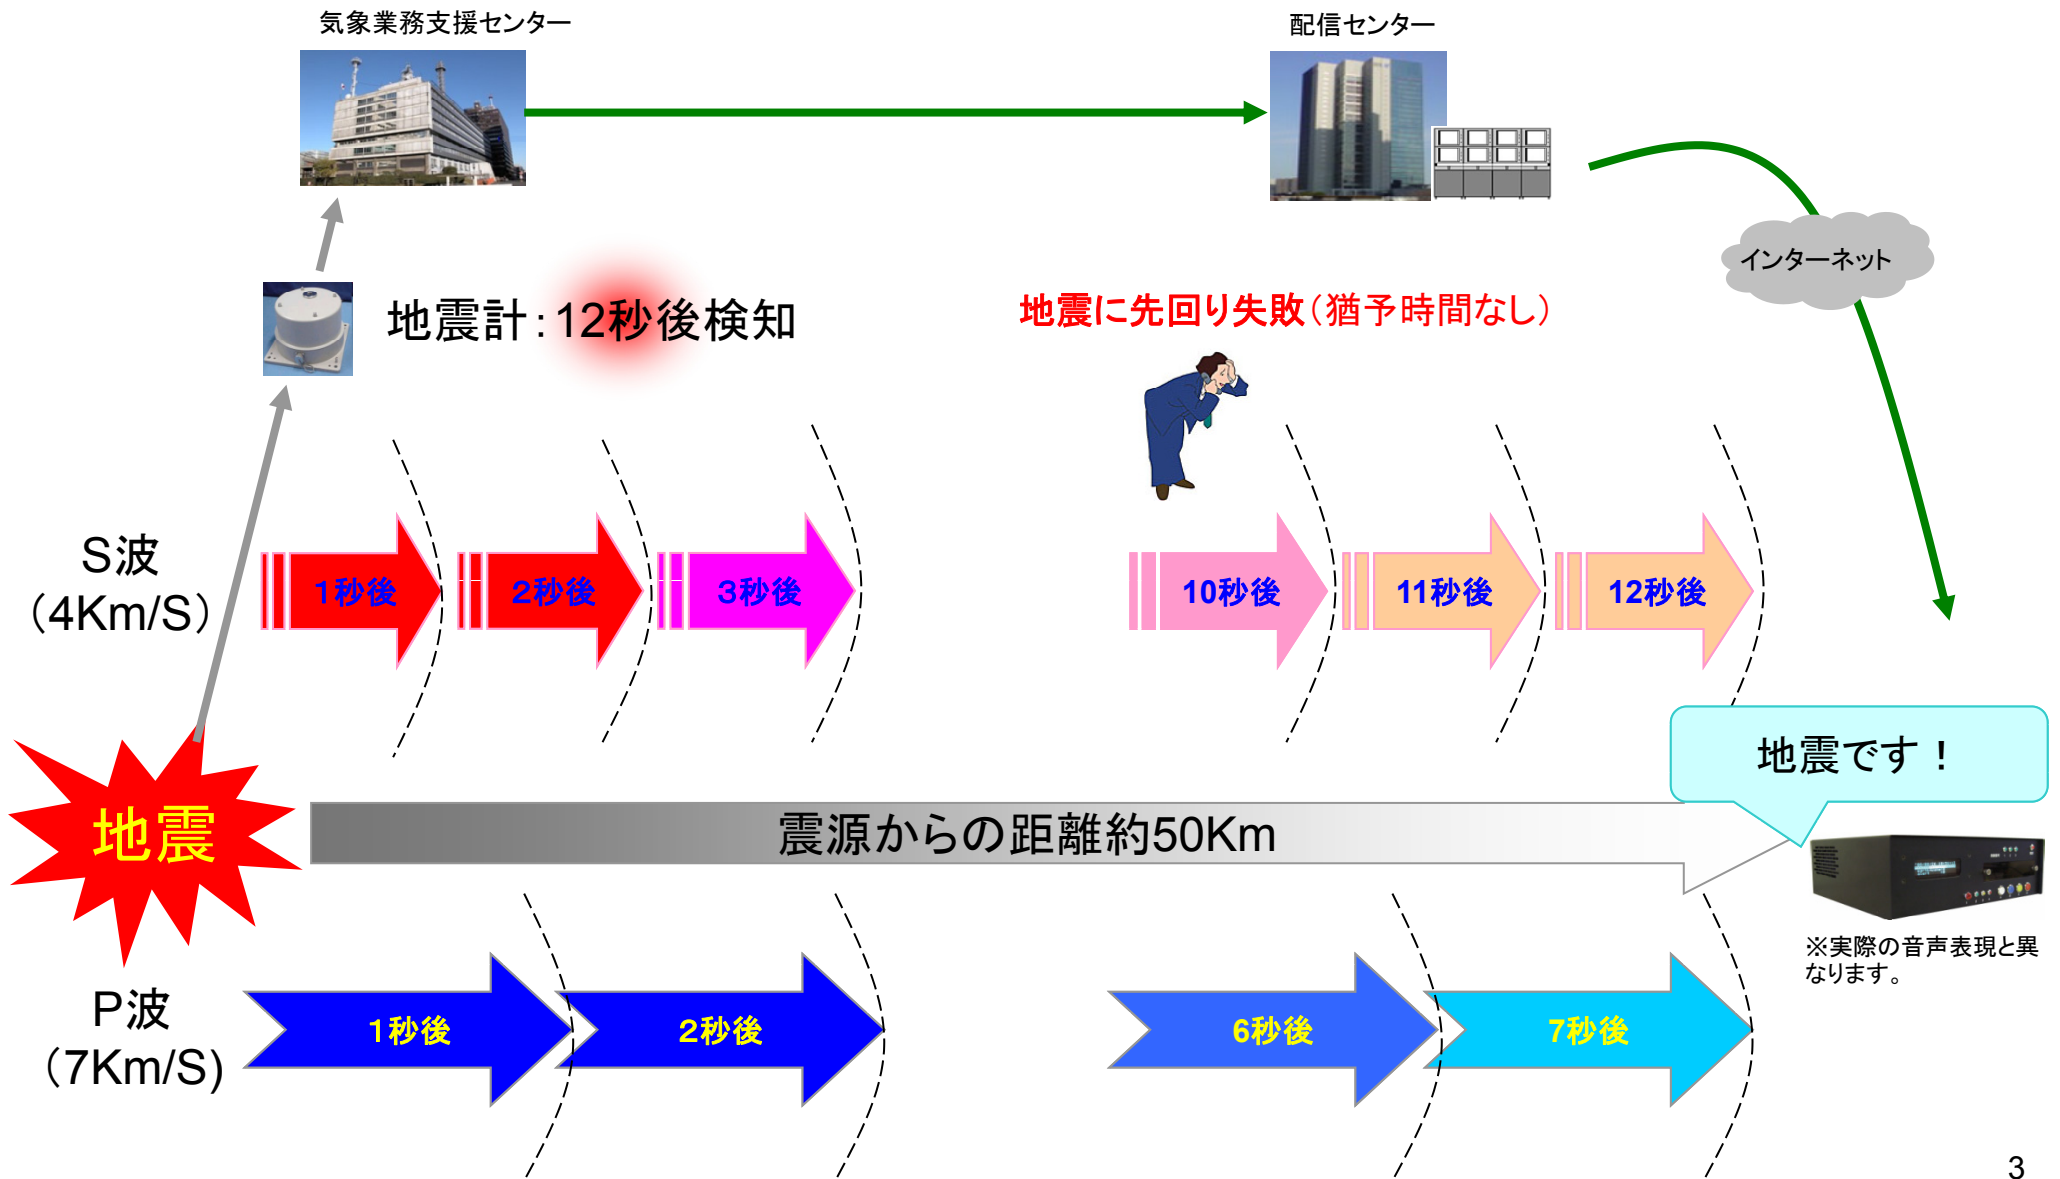 気象業務支援センター
配信センター
インターネット
地震計：12秒後検知
地震に先回り失敗（猶予時間なし）
S波
（4Km/S）
1秒後
2秒後
3秒後
10秒後
11秒後
12秒後
地震です！
地震
震源からの距離約50Km
※実際の音声表現と異
なります。
P波
（7Km/S)
1秒後
2秒後
6秒後
7秒後
3